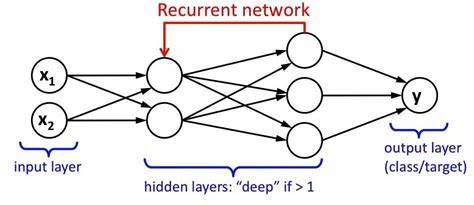 Recurrent network
x1
x2
y
input layer
hidden layers: “deep” if > 1
output layer
(class/target)